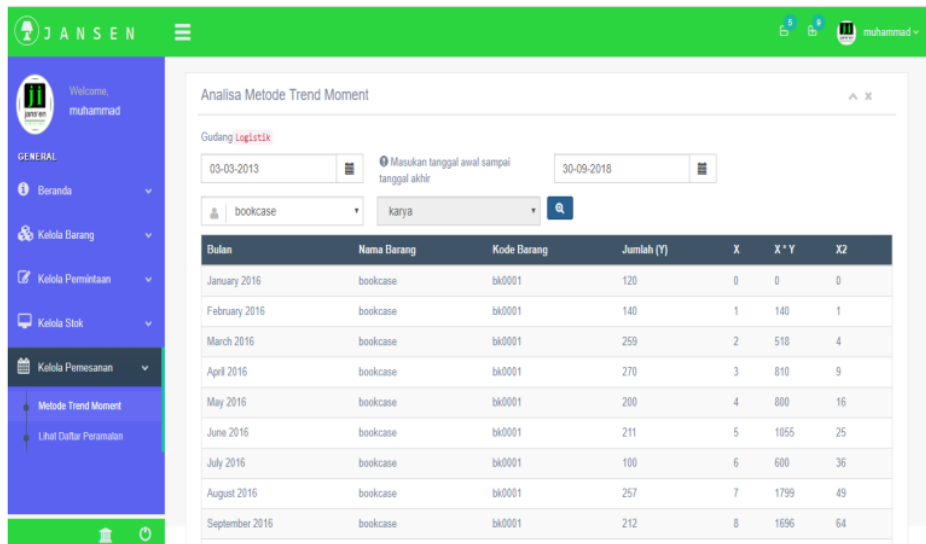 JANSEN
5 9 muhammad
ji
jansen
Welcome,
muhammad
GENERAL
Beranda
Kelola Barang
Kelola Permintaan
Kelola Stok
Kelola Pemesanan
Metode Trend Moment
Lihat Daftar Peramalan
Analisa Metode Trend Moment
Gudang Logistik
03-03-2013 Masukan tanggal awal sampai tanggal akhir 30-09-2018
bookcase karya
Bulan Nama Barang Kode Barang Jumlah (Y) X X * Y X2
January 2016 bookcase bk0001 120 0 0 0
February 2016 bookcase bk0001 140 1 140 1
March 2016 bookcase bk0001 259 2 518 4
April 2016 bookcase bk0001 270 3 810 9
May 2016 bookcase bk0001 200 4 800 16
June 2016 bookcase bk0001 211 5 1055 25
July 2016 bookcase bk0001 100 6 600 36
August 2016 bookcase bk0001 257 7 1799 49
September 2016 bookcase bk0001 212 8 1696 64